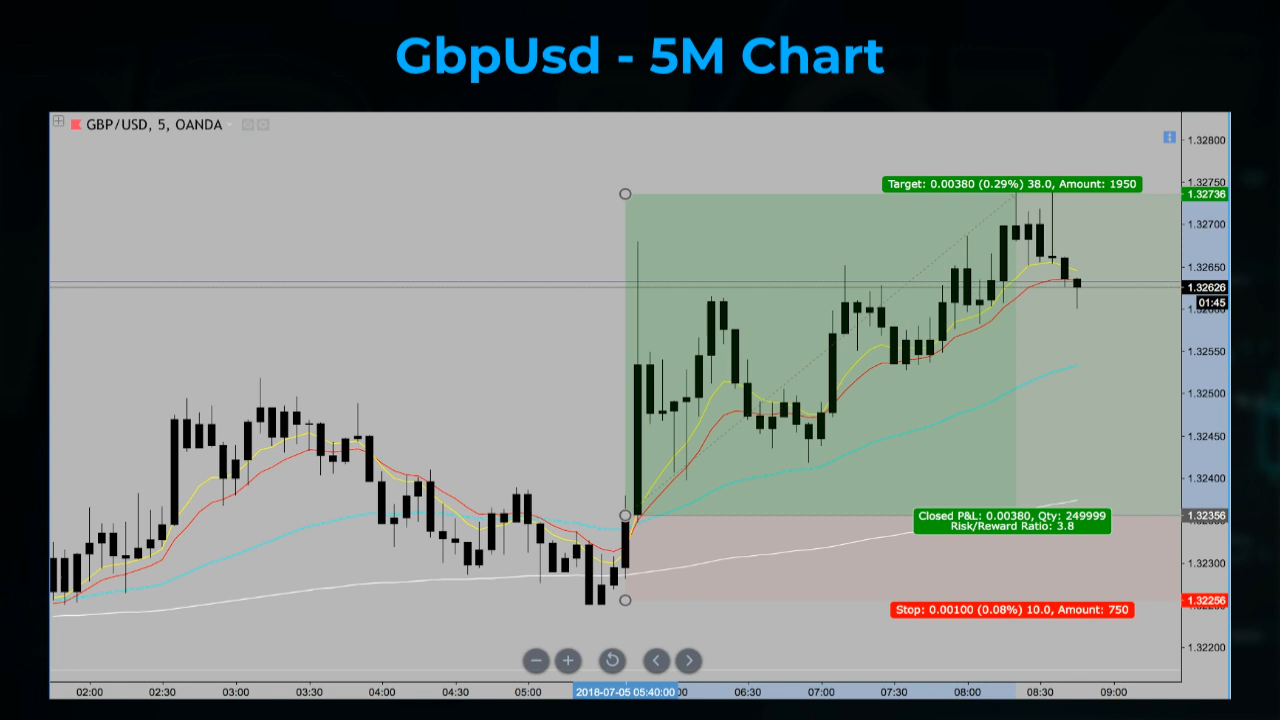 GbpUsd - 5M Chart
GBP/USD, 5, OANDA
1.32800
Target: 0.00380 (0.29%) 38.0, Amount: 1950
1.32750
1.32736
1.32700
1.32650
1.32626
01:45
1.32550
1.32500
1.32450
1.32400
Closed P&L: 0.00380, Qty: 249999
Risk/Reward Ratio: 3.8
1.32356
1.32300
1.32256
Stop: 0.00100 (0.08%) 10.0, Amount: 750
1.32200
02:00 02:30 03:00 03:30 04:00 04:30 05:00 2018-07-05 05:40:00 06:30 07:00 07:30 08:00 08:30 09:00